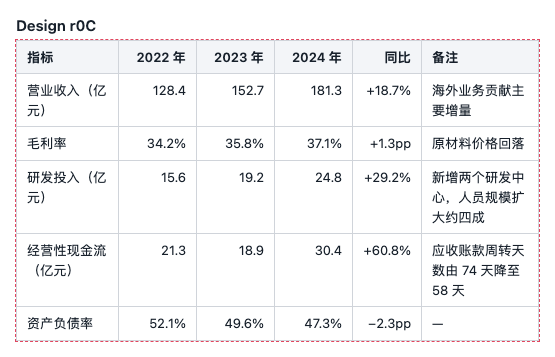 Design r0C
指标 2022 年 2023 年 2024 年 同比 备注
营业收入（亿元） 128.4 152.7 181.3 +18.7% 海外业务贡献主要增量
毛利率 34.2% 35.8% 37.1% +1.3pp 原材料价格回落
研发投入（亿元） 15.6 19.2 24.8 +29.2% 新增两个研发中心，人员规模扩大约四成
经营性现金流（亿元） 21.3 18.9 30.4 +60.8% 应收账款周转天数由 74 天降至 58 天
资产负债率 52.1% 49.6% 47.3% −2.3pp —